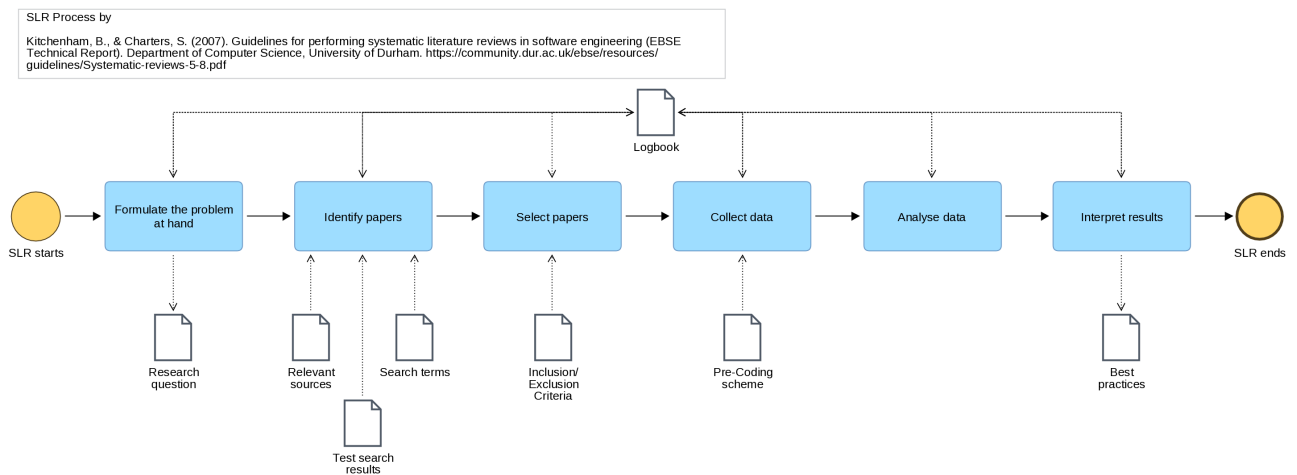 SLR Process by
Kitchenham, B., & Charters, S. (2007). Guidelines for performing systematic literature reviews in software engineering (EBSE
Technical Report). Department of Computer Science, University of Durham. https://community.dur.ac.uk/ebse/resources/
guidelines/Systematic-reviews-5-8.pdf
Logbook
SLR starts
Formulate the problem
at hand
Identify papers
Select papers
Collect data
Analyse data
Interpret results
SLR ends
Research
question
Relevant
sources
Search terms
Inclusion/
Exclusion
Criteria
Pre-Coding
scheme
Best
practices
Test search
results